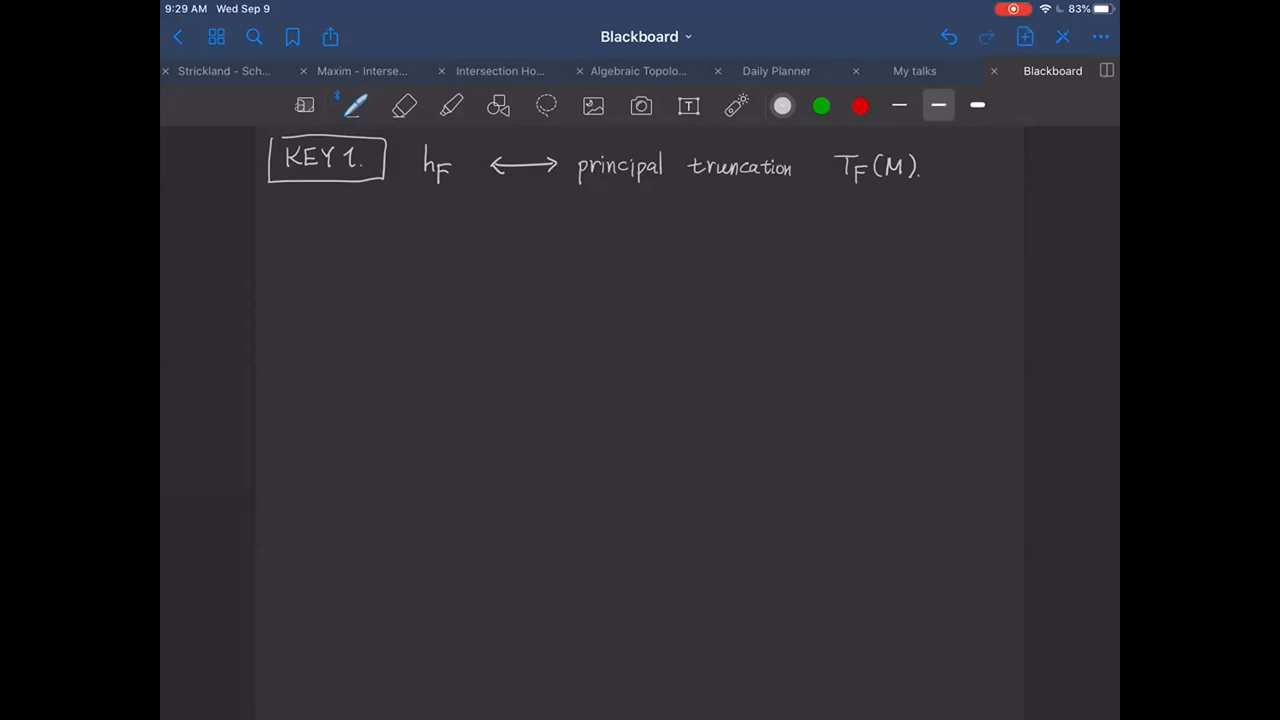 9:29 AM Wed Sep 9 83%
Blackboard
Strickland - Sch... Maxim - Interse... Intersection Ho... Algebraic Topolo... Daily Planner My talks Blackboard
KEY 1. h_F ⟷ principal truncation T_F(M).